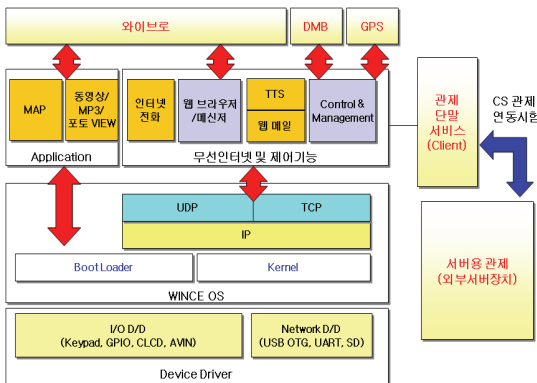 와이브로
DMB
GPS
MAP
동영상/
MP3/
포토 VIEW
Application
인터넷
전화
웹 브라우저
/메신저
TTS
웹 메일
Control &
Management
무선인터넷 및 제어기능
관제
단말
서비스
(Client)
CS 관제
연동시험
UDP
TCP
IP
Boot Loader
Kernel
WINCE OS
서버용 관제
(외부서버장치)
I/O D/D
(Keypad, GPIO, CLCD, AVIN)
Network D/D
(USB OTG, UART, SD)
Device Driver